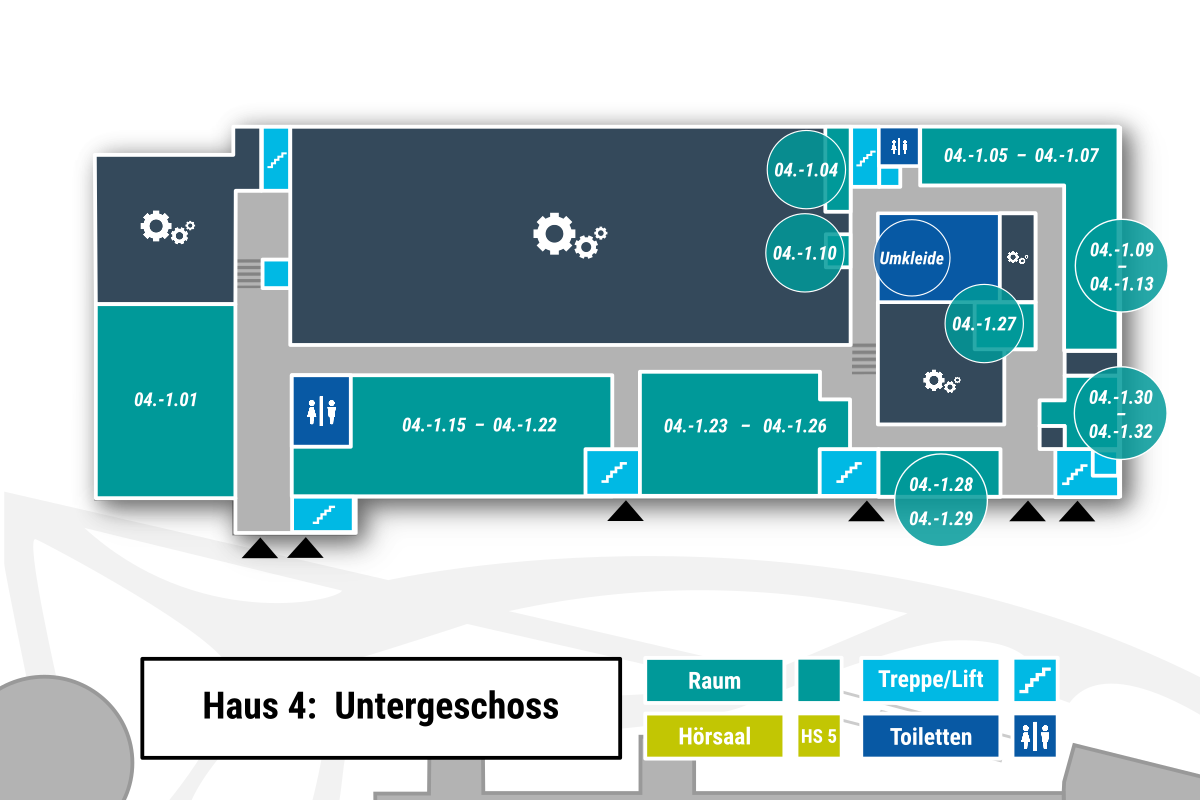 04.-1.04
04.-1.05 – 04.-1.07
04.-1.10
Umkleide
04.-1.09
–
04.-1.13
04.-1.27
04.-1.01
04.-1.15 – 04.-1.22
04.-1.23 – 04.-1.26
04.-1.30
–
04.-1.32
04.-1.28
04.-1.29
Haus 4: Untergeschoss
Raum
Treppe/Lift
Hörsaal
HS 5
Toiletten